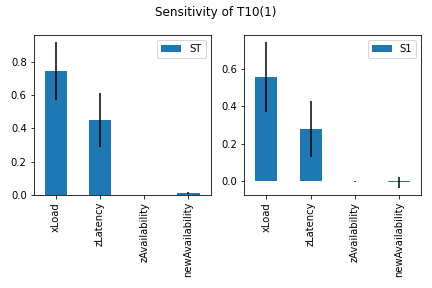 Sensitivity of T10(1)
ST
0.8
0.6
0.4
0.2
0.0
xLoad
zLatency
zAvailability
newAvailability
S1
0.6
0.4
0.2
0.0
xLoad
zLatency
zAvailability
newAvailability